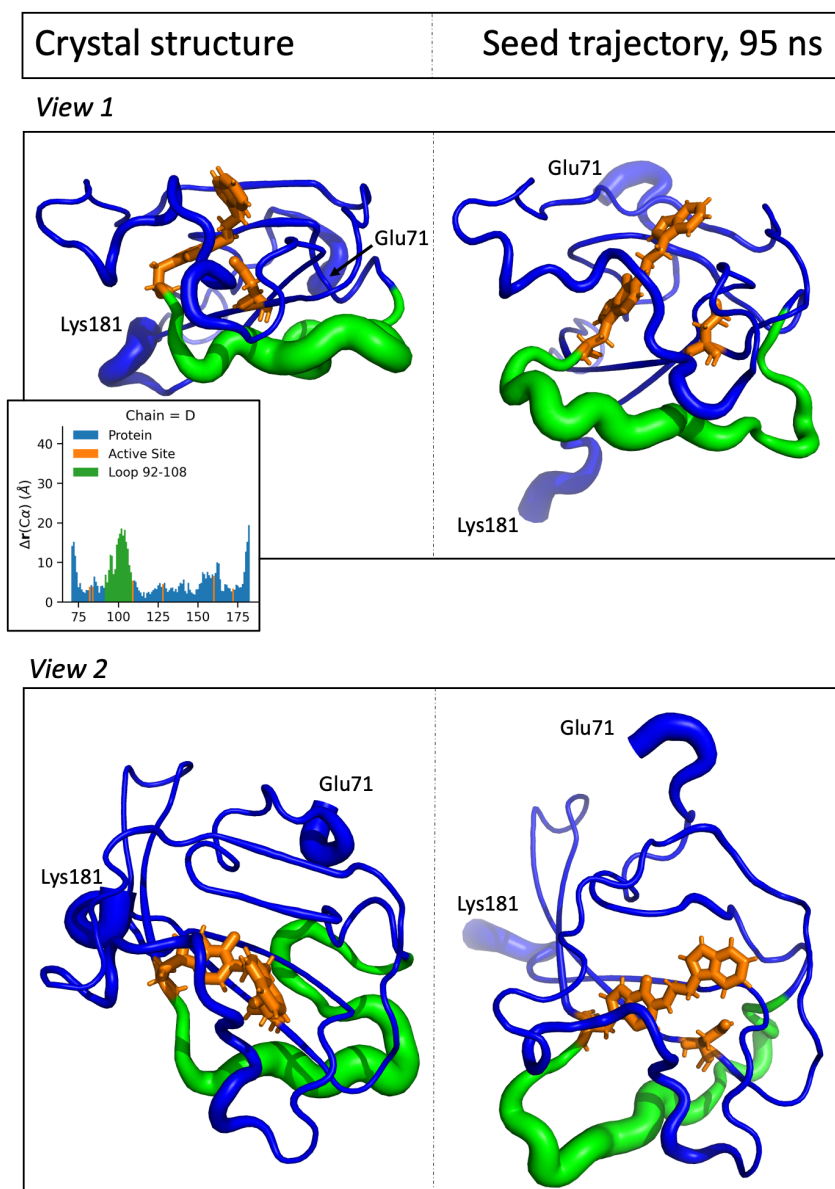 Crystal structure
Seed trajectory, 95 ns
View 1
Glu71
Lys181
Glu71
Lys181
Chain = D
Protein
Active Site
Loop 92-108
Δr(Cα) (Å)
40
30
20
10
0
75 100 125 150 175
View 2
Glu71
Lys181
Glu71
Lys181